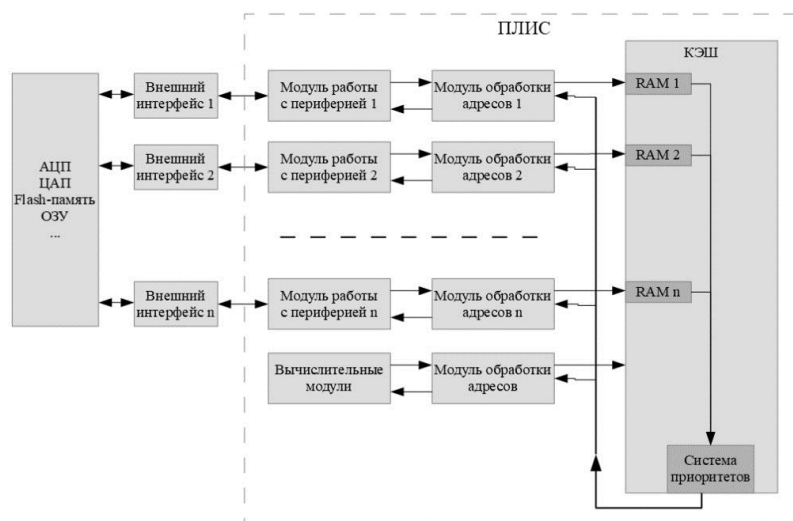 ПЛИС
КЭШ
АЦП
ЦАП
Flash-память
ОЗУ
...
Внешний
интерфейс 1
Модуль работы
с периферией 1
Модуль обработки
адресов 1
RAM 1
Внешний
интерфейс 2
Модуль работы
с периферией 2
Модуль обработки
адресов 2
RAM 2
Внешний
интерфейс n
Модуль работы
с периферией n
Модуль обработки
адресов n
RAM n
Вычислительные
модули
Модуль обработки
адресов
Система
приоритетов